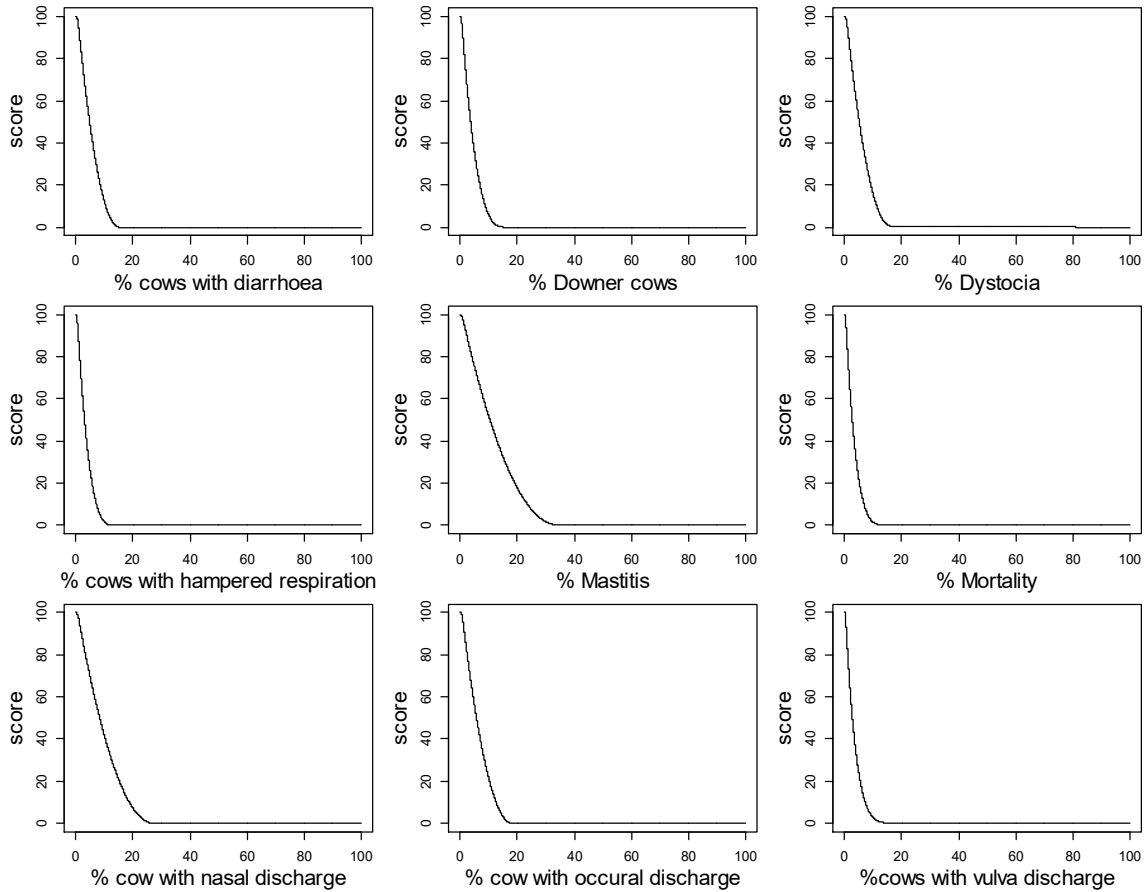 score
100
80
60
40
20
0
0 20 40 60 80 100
% cows with diarrhoea
score
100
80
60
40
20
0
0 20 40 60 80 100
% Downer cows
score
100
80
60
40
20
0
0 20 40 60 80 100
% Dystocia
score
100
80
60
40
20
0
0 20 40 60 80 100
% cows with hampered respiration
score
100
80
60
40
20
0
0 20 40 60 80 100
% Mastitis
score
100
80
60
40
20
0
0 20 40 60 80 100
% Mortality
score
100
80
60
40
20
0
0 20 40 60 80 100
% cow with nasal discharge
score
100
80
60
40
20
0
0 20 40 60 80 100
% cow with occural discharge
score
100
80
60
40
20
0
0 20 40 60 80 100
%cows with vulva discharge